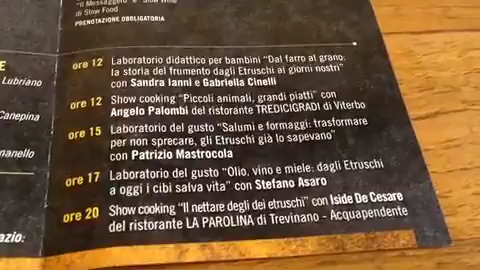 "Il Messaggero" e "Slow Wine"
di Slow Food
PRENOTAZIONE OBBLIGATORIA
E
Lubriano
Canepina
gnanello
azio:
ore 12 Laboratorio didattico per bambini "Dal farro al grano:
la storia del frumento dagli Etruschi ai giorni nostri"
con Sandra Ianni e Gabriella Cinelli
ore 12 Show cooking "Piccoli animali, grandi piatti" con
Angelo Palombi del ristorante TREDICIGRADI di Viterbo
ore 15 Laboratorio del gusto "Salumi e formaggi: trasformare
per non sprecare, gli Etruschi già lo sapevano"
con Patrizio Mastrocola
ore 17 Laboratorio del gusto "Olio, vino e miele: dagli Etruschi
a oggi i cibi salva vita" con Stefano Asaro
ore 20 Show cooking "Il nettare degli dei etruschi" con Iside De Cesare
del ristorante LA PAROLINA di Trevinano - Acquapendente